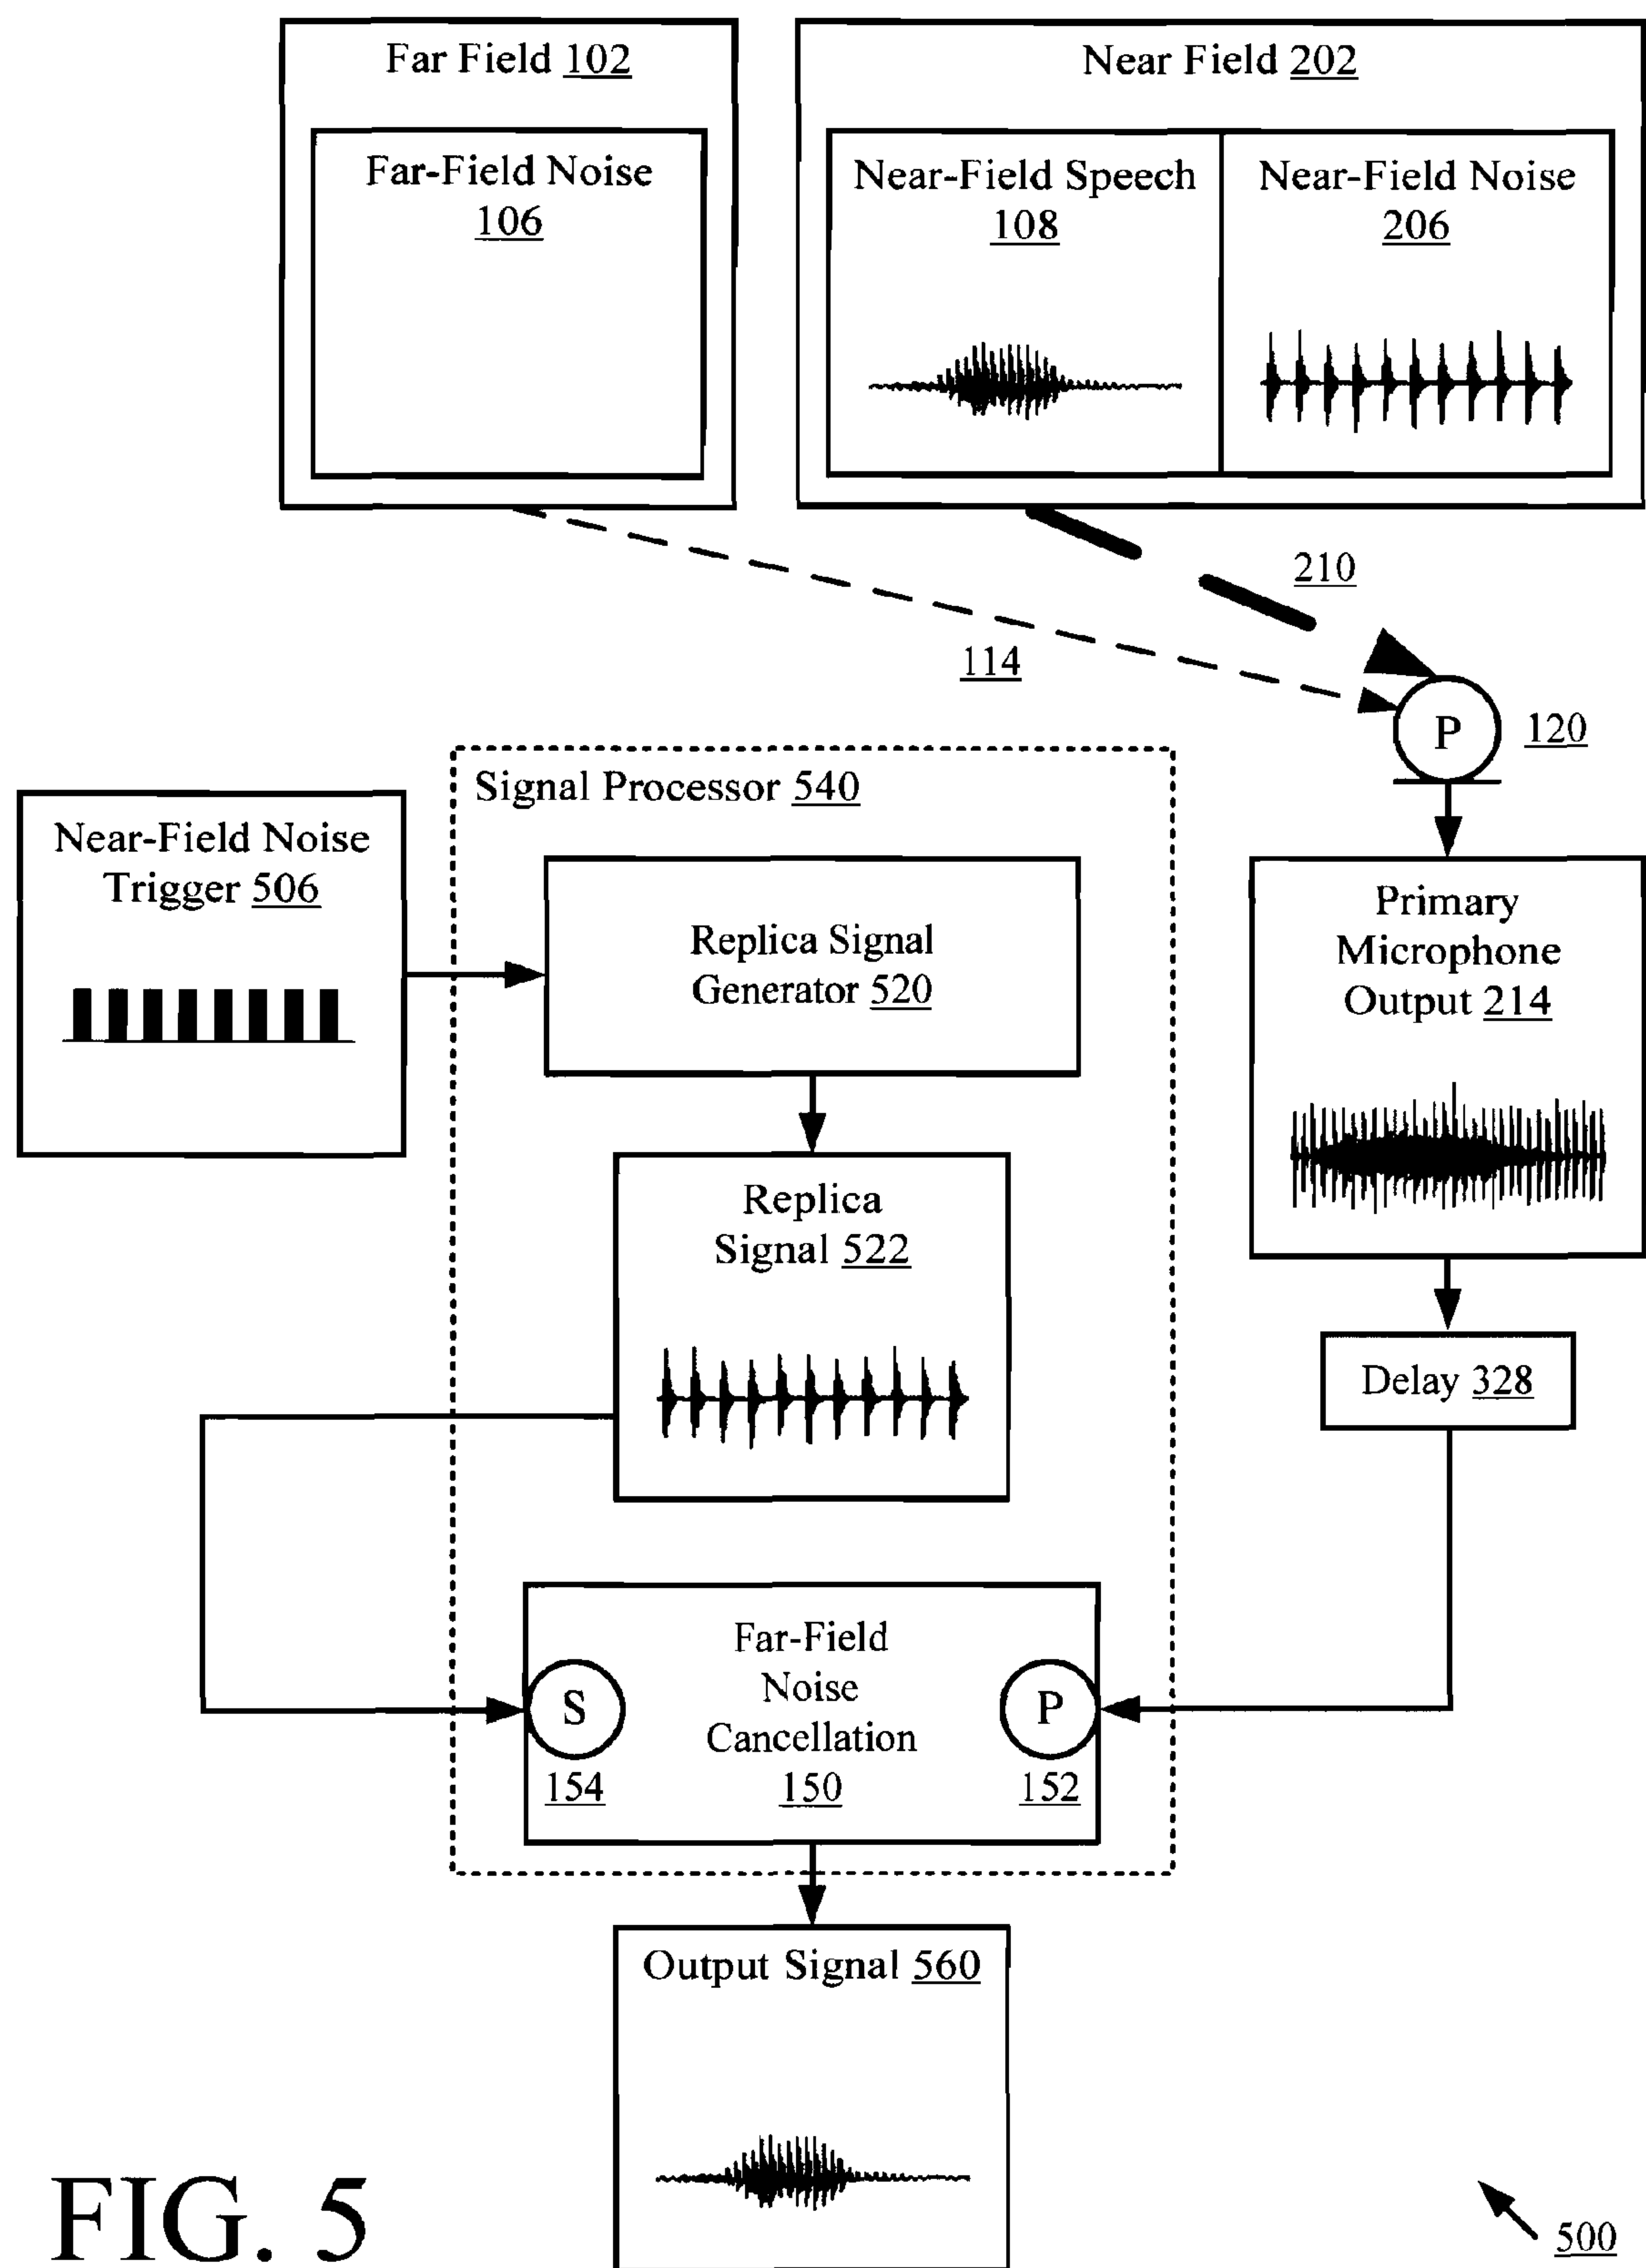 Far Field 102
Far-Field Noise
106
Near Field 202
Near-Field Speech
108
Near-Field Noise
206
210
114
P
120
Signal Processor 540
Near-Field Noise
Trigger 506
Replica Signal
Generator 520
Primary
Microphone
Output 214
Replica
Signal 522
Delay 328
Far-Field
Noise
Cancellation
150
S
154
P
152
Output Signal 560
FIG. 5
500